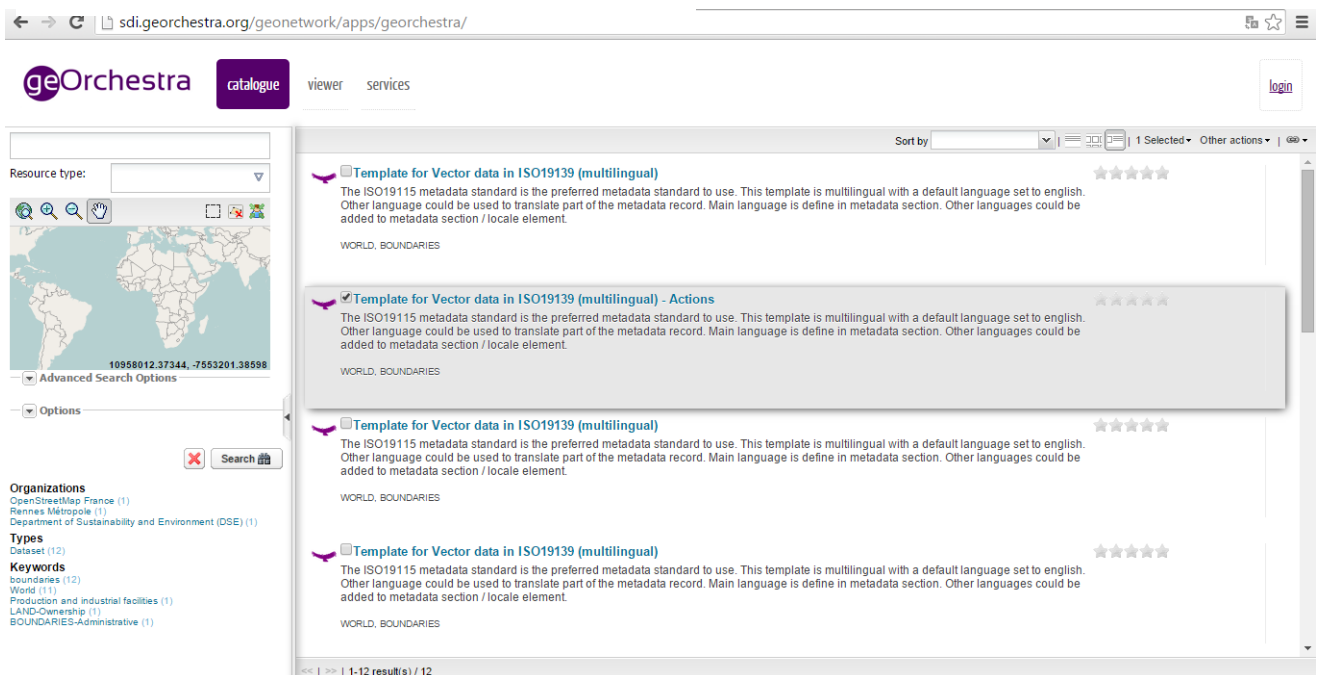 sdi.georchestra.org/geonetwork/apps/georchestra/
geOrchestra
catalogue
viewer
services
login
Sort by
1 Selected
Other actions
Resource type:
10958012.37344, -7553201.38598
Advanced Search Options
Options
Search
Organizations
OpenStreetMap France (1)
Rennes Métropole (1)
Department of Sustainability and Environment (DSE) (1)
Types
Dataset (12)
Keywords
boundaries (12)
World (11)
Production and industrial facilities (1)
LAND-Ownership (1)
BOUNDARIES-Administrative (1)
Template for Vector data in ISO19139 (multilingual)
The ISO19115 metadata standard is the preferred metadata standard to use. This template is multilingual with a default language set to english.
Other language could be used to translate part of the metadata record. Main language is define in metadata section. Other languages could be
added to metadata section / locale element.
WORLD, BOUNDARIES
Template for Vector data in ISO19139 (multilingual) - Actions
The ISO19115 metadata standard is the preferred metadata standard to use. This template is multilingual with a default language set to english.
Other language could be used to translate part of the metadata record. Main language is define in metadata section. Other languages could be
added to metadata section / locale element.
WORLD, BOUNDARIES
Template for Vector data in ISO19139 (multilingual)
The ISO19115 metadata standard is the preferred metadata standard to use. This template is multilingual with a default language set to english.
Other language could be used to translate part of the metadata record. Main language is define in metadata section. Other languages could be
added to metadata section / locale element.
WORLD, BOUNDARIES
Template for Vector data in ISO19139 (multilingual)
The ISO19115 metadata standard is the preferred metadata standard to use. This template is multilingual with a default language set to english.
Other language could be used to translate part of the metadata record. Main language is define in metadata section. Other languages could be
added to metadata section / locale element.
WORLD, BOUNDARIES
<< | >> | 1-12 result(s) / 12